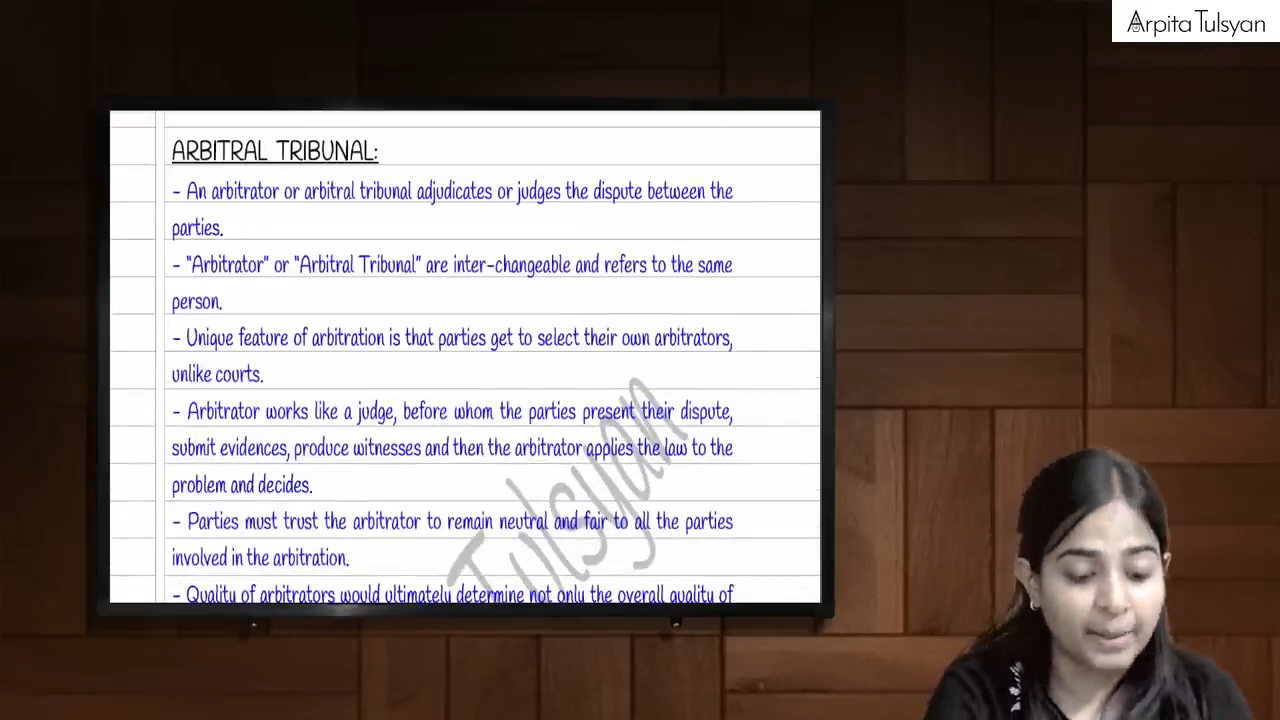 Arpita Tulsyan
ARBITRAL TRIBUNAL:
- An arbitrator or arbitral tribunal adjudicates or judges the dispute between the
parties.
- "Arbitrator" or "Arbitral Tribunal" are inter-changeable and refers to the same
person.
- Unique feature of arbitration is that parties get to select their own arbitrators,
unlike courts.
- Arbitrator works like a judge, before whom the parties present their dispute,
submit evidences, produce witnesses and then the arbitrator applies the law to the
problem and decides.
- Parties must trust the arbitrator to remain neutral and fair to all the parties
involved in the arbitration.
- Quality of arbitrators would ultimately determine not only the overall quality of
Tulsyan